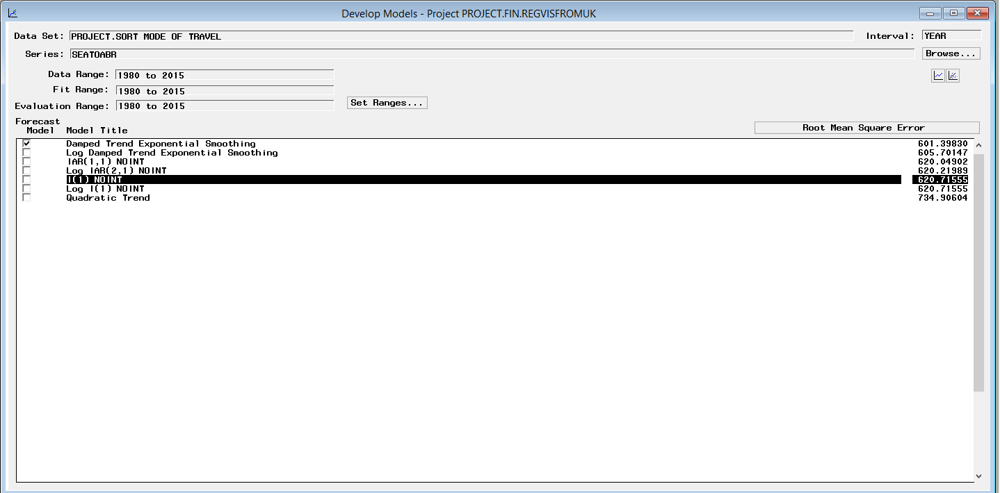 Develop Models - Project PROJECT.FIN.REGVISFROMUK
Data Set: PROJECT.SORT MODE OF TRAVEL Interval: YEAR
Series: SEATOABR Browse...
Data Range: 1980 to 2015
Fit Range: 1980 to 2015
Evaluation Range: 1980 to 2015 Set Ranges...
Forecast
Model Model Title Root Mean Square Error
Damped Trend Exponential Smoothing 601.39830
Log Damped Trend Exponential Smoothing 605.70147
IAR(1,1) NOINT 620.04902
Log IAR(2,1) NOINT 620.21989
I(1) NOINT 620.71555
Log I(1) NOINT 620.71555
Quadratic Trend 734.90604